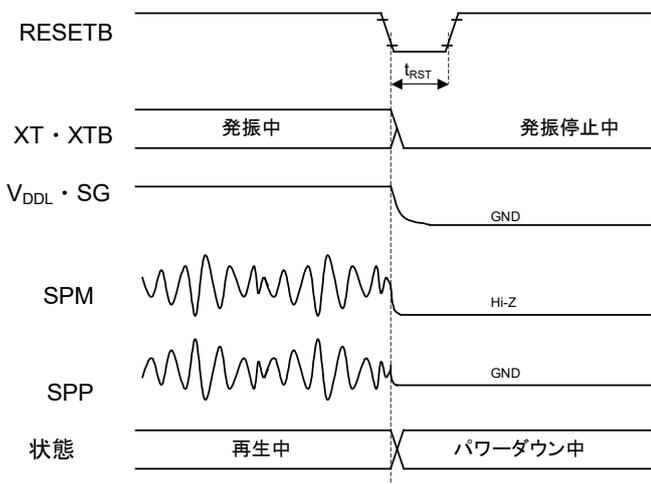 RESETB
tRST
XT・XTB 発振中 発振停止中
VDDL・SG
GND
SPM
Hi-Z
SPP
GND
状態 再生中 パワーダウン中